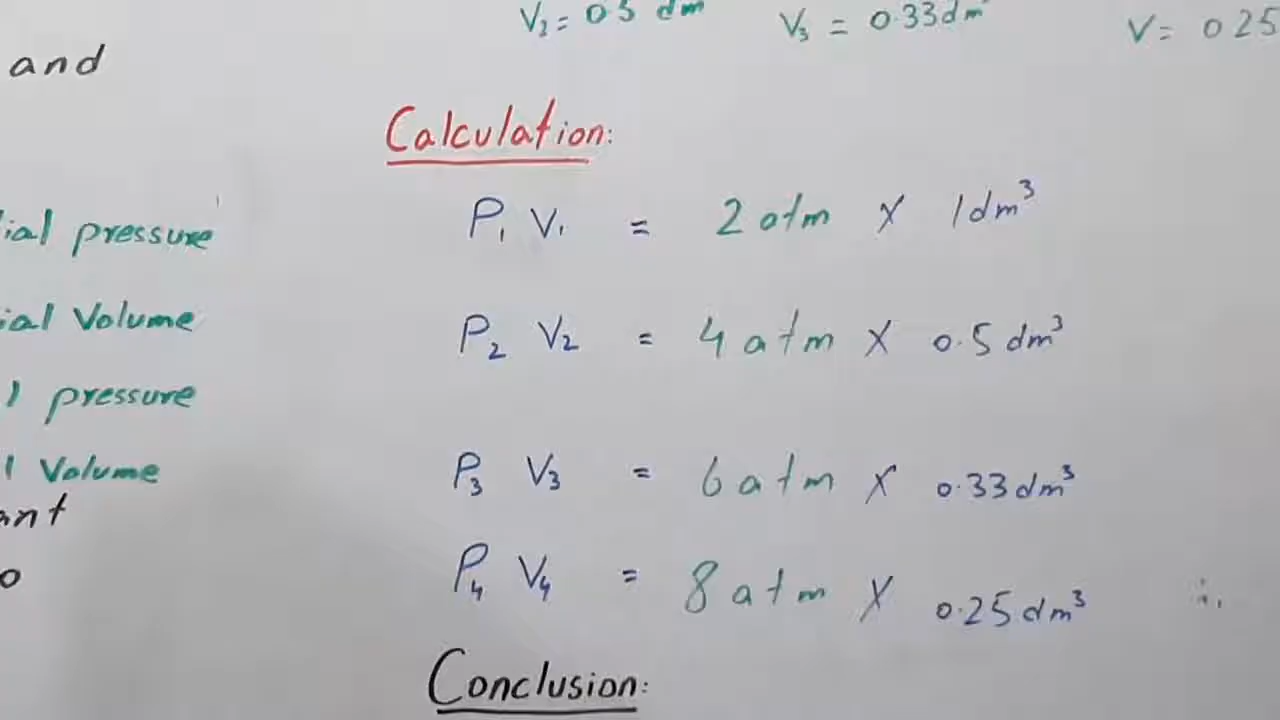 V₂ = 0.5 dm V₃ = 0.33dm V = 0.25
and
Calculation:
ial pressure P₁ V₁ = 2 atm × 1dm³
ial Volume P₂ V₂ = 4 atm × 0.5 dm³
l pressure
l Volume P₃ V₃ = 6 atm × 0.33 dm³
ant
o P₄ V₄ = 8 atm × 0.25 dm³ ∴
Conclusion: